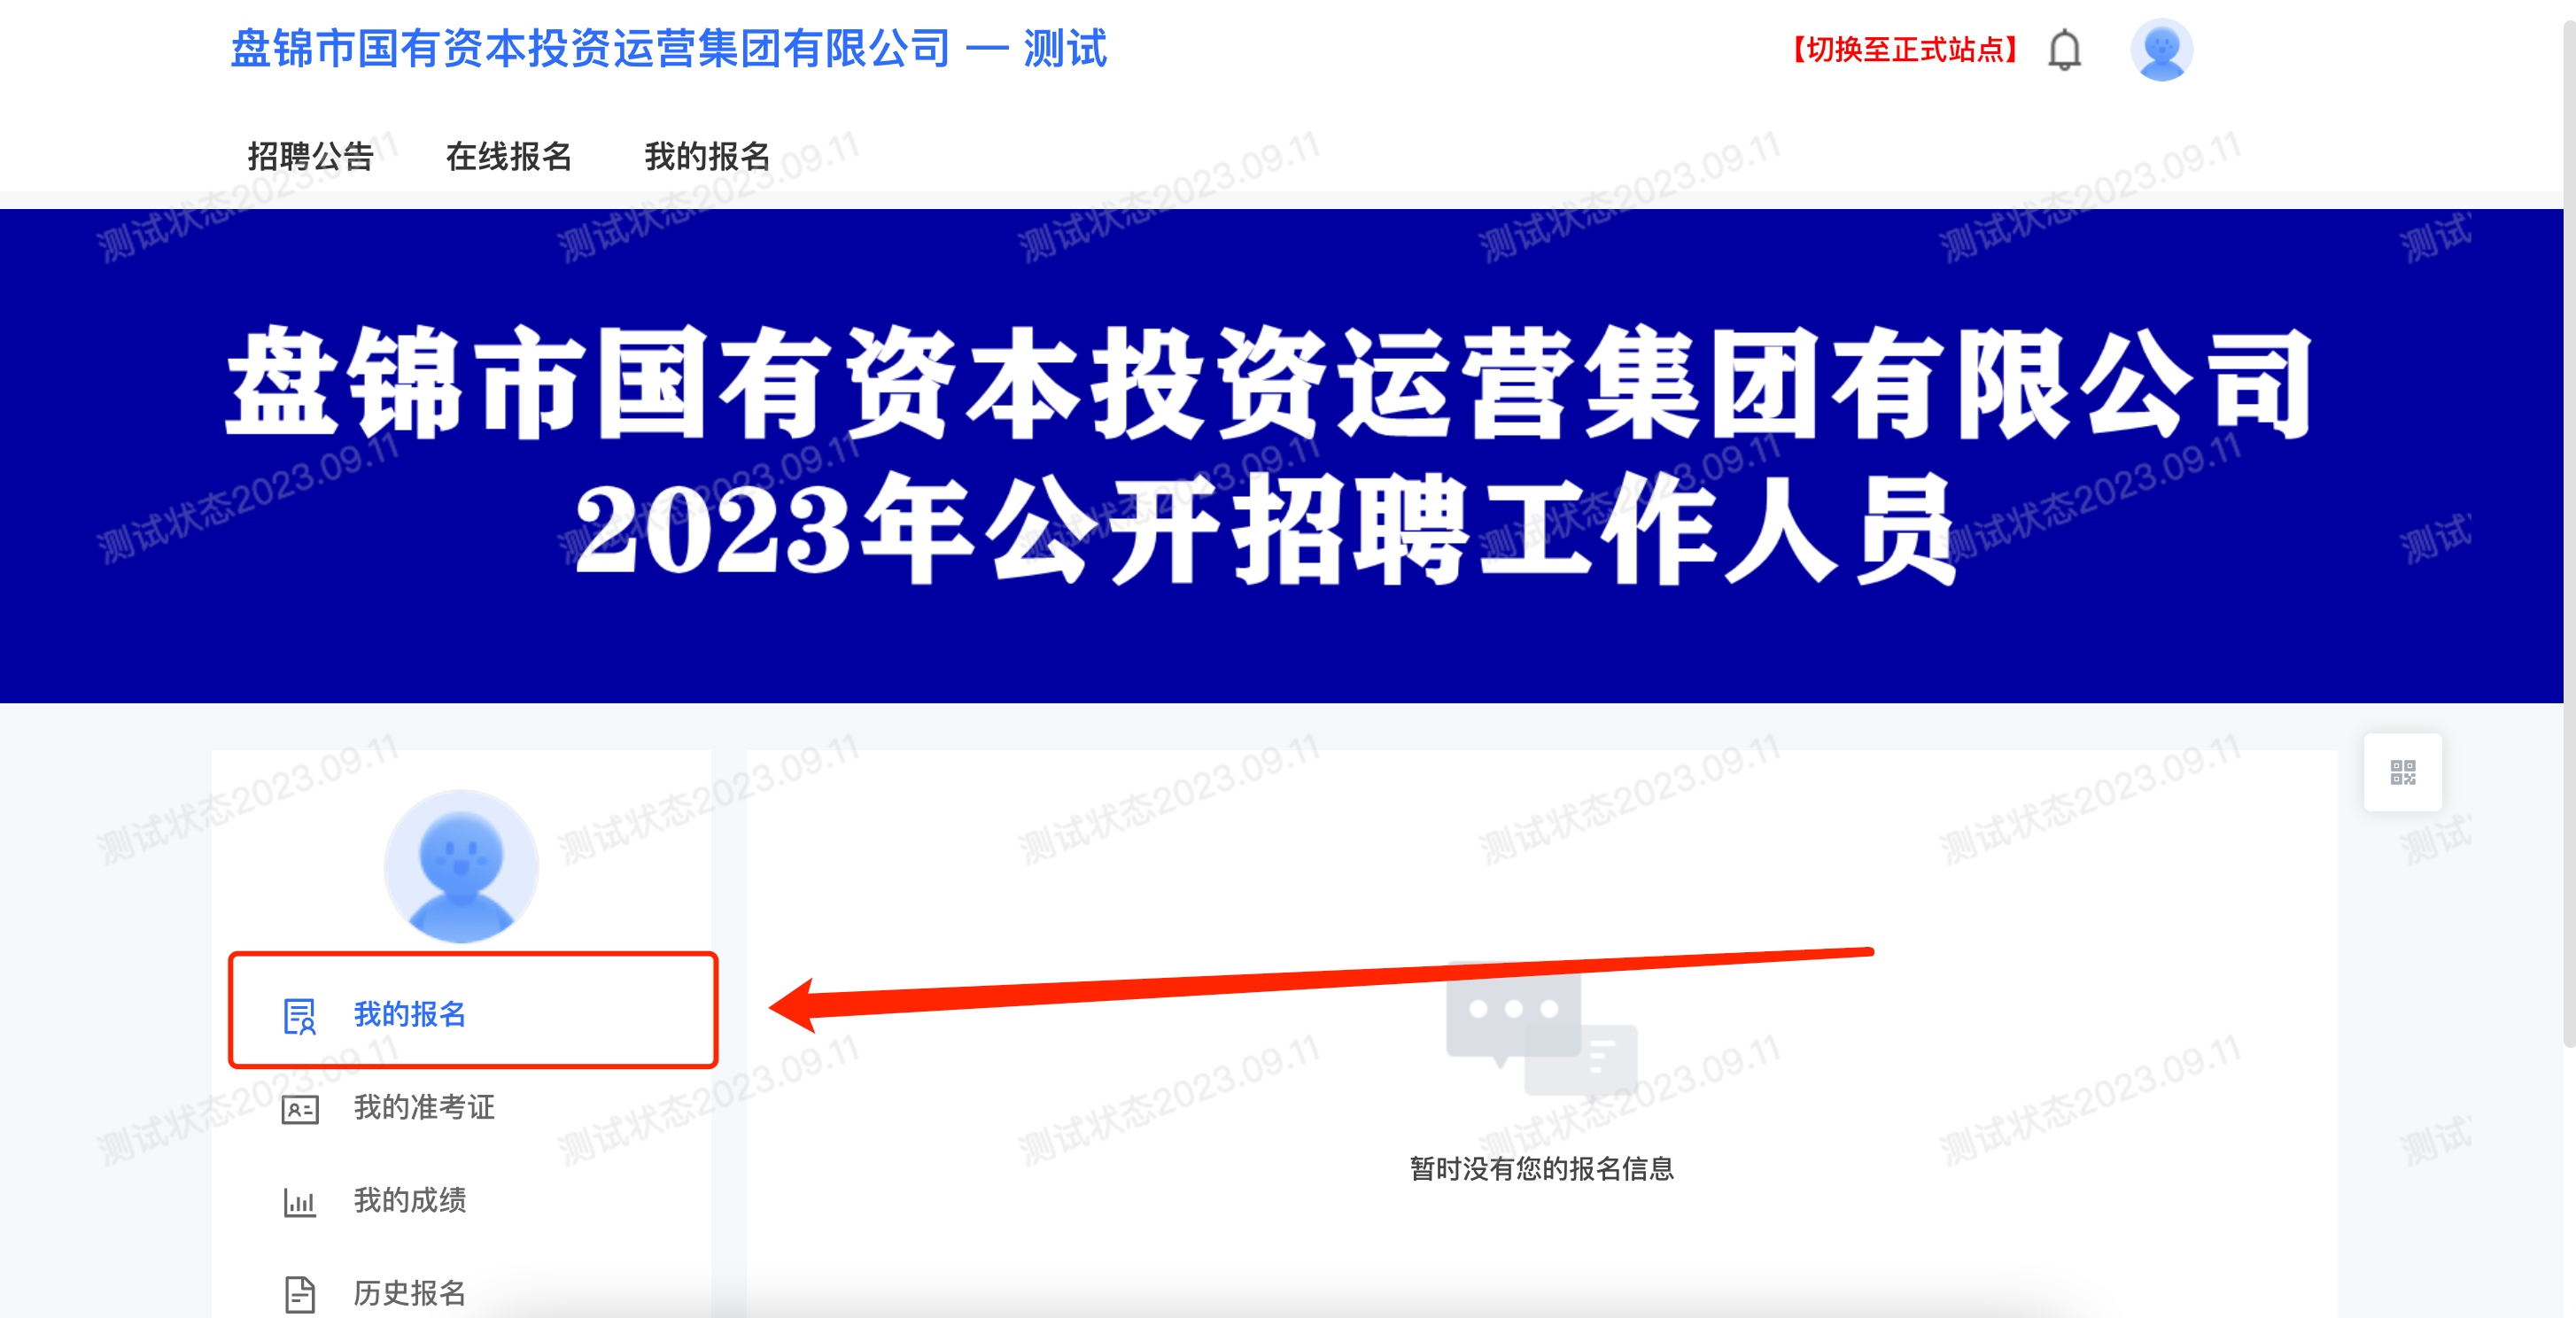 盘锦市国有资本投资运营集团有限公司 — 测试
【切换至正式站点】
招聘公告 在线报名 我的报名
盘锦市国有资本投资运营集团有限公司
2023年公开招聘工作人员
我的报名
我的准考证
我的成绩
历史报名
暂时没有您的报名信息
测试状态2023.09.11